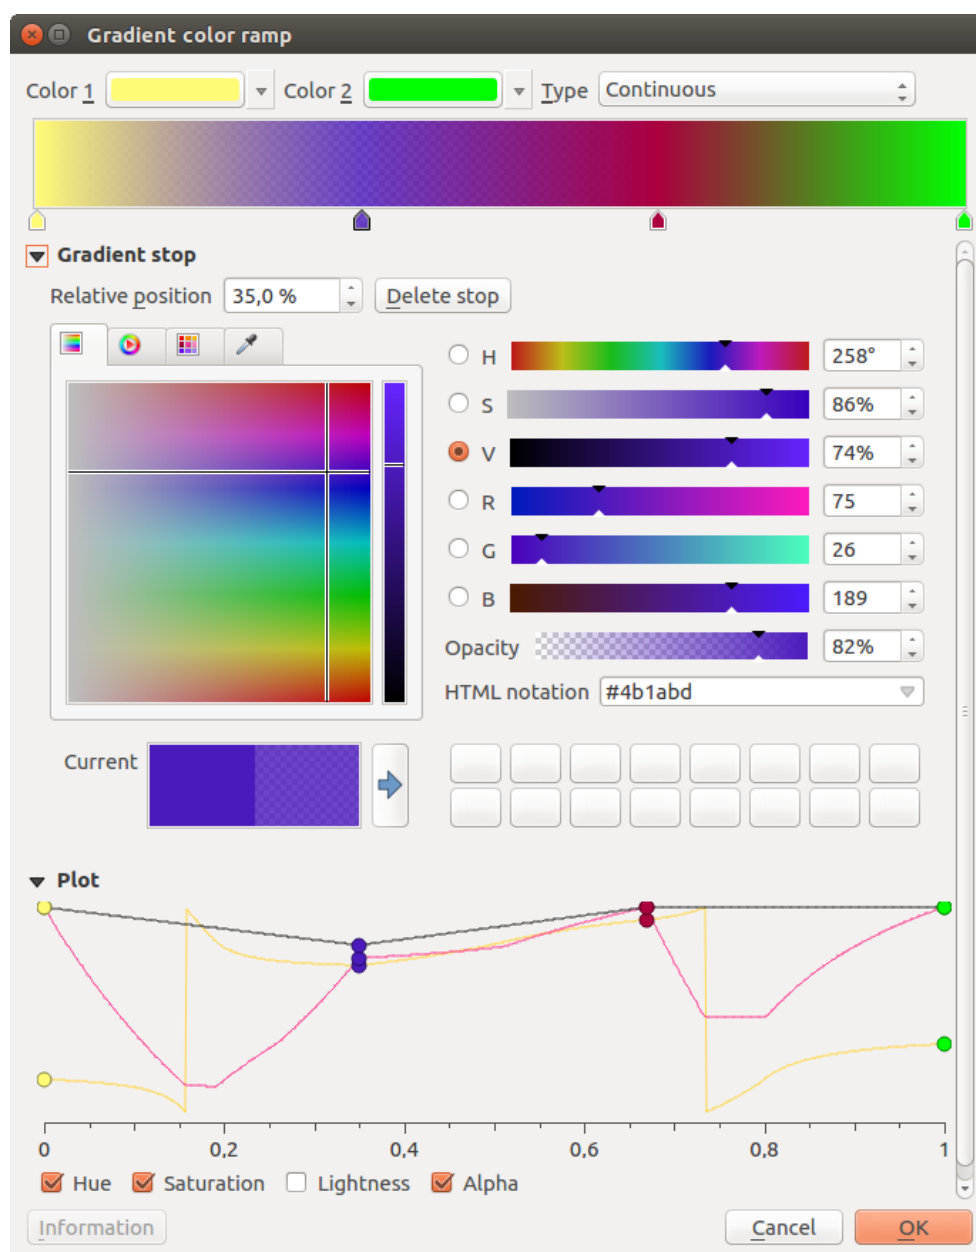 Gradient color ramp
Color 1 Color 2 Type Continuous
Gradient stop
Relative position 35,0 % Delete stop
H 258°
S 86%
V 74%
R 75
G 26
B 189
Opacity 82%
HTML notation #4b1abd
Current
Plot
0 0,2 0,4 0,6 0,8 1
Hue Saturation Lightness Alpha
Information Cancel OK